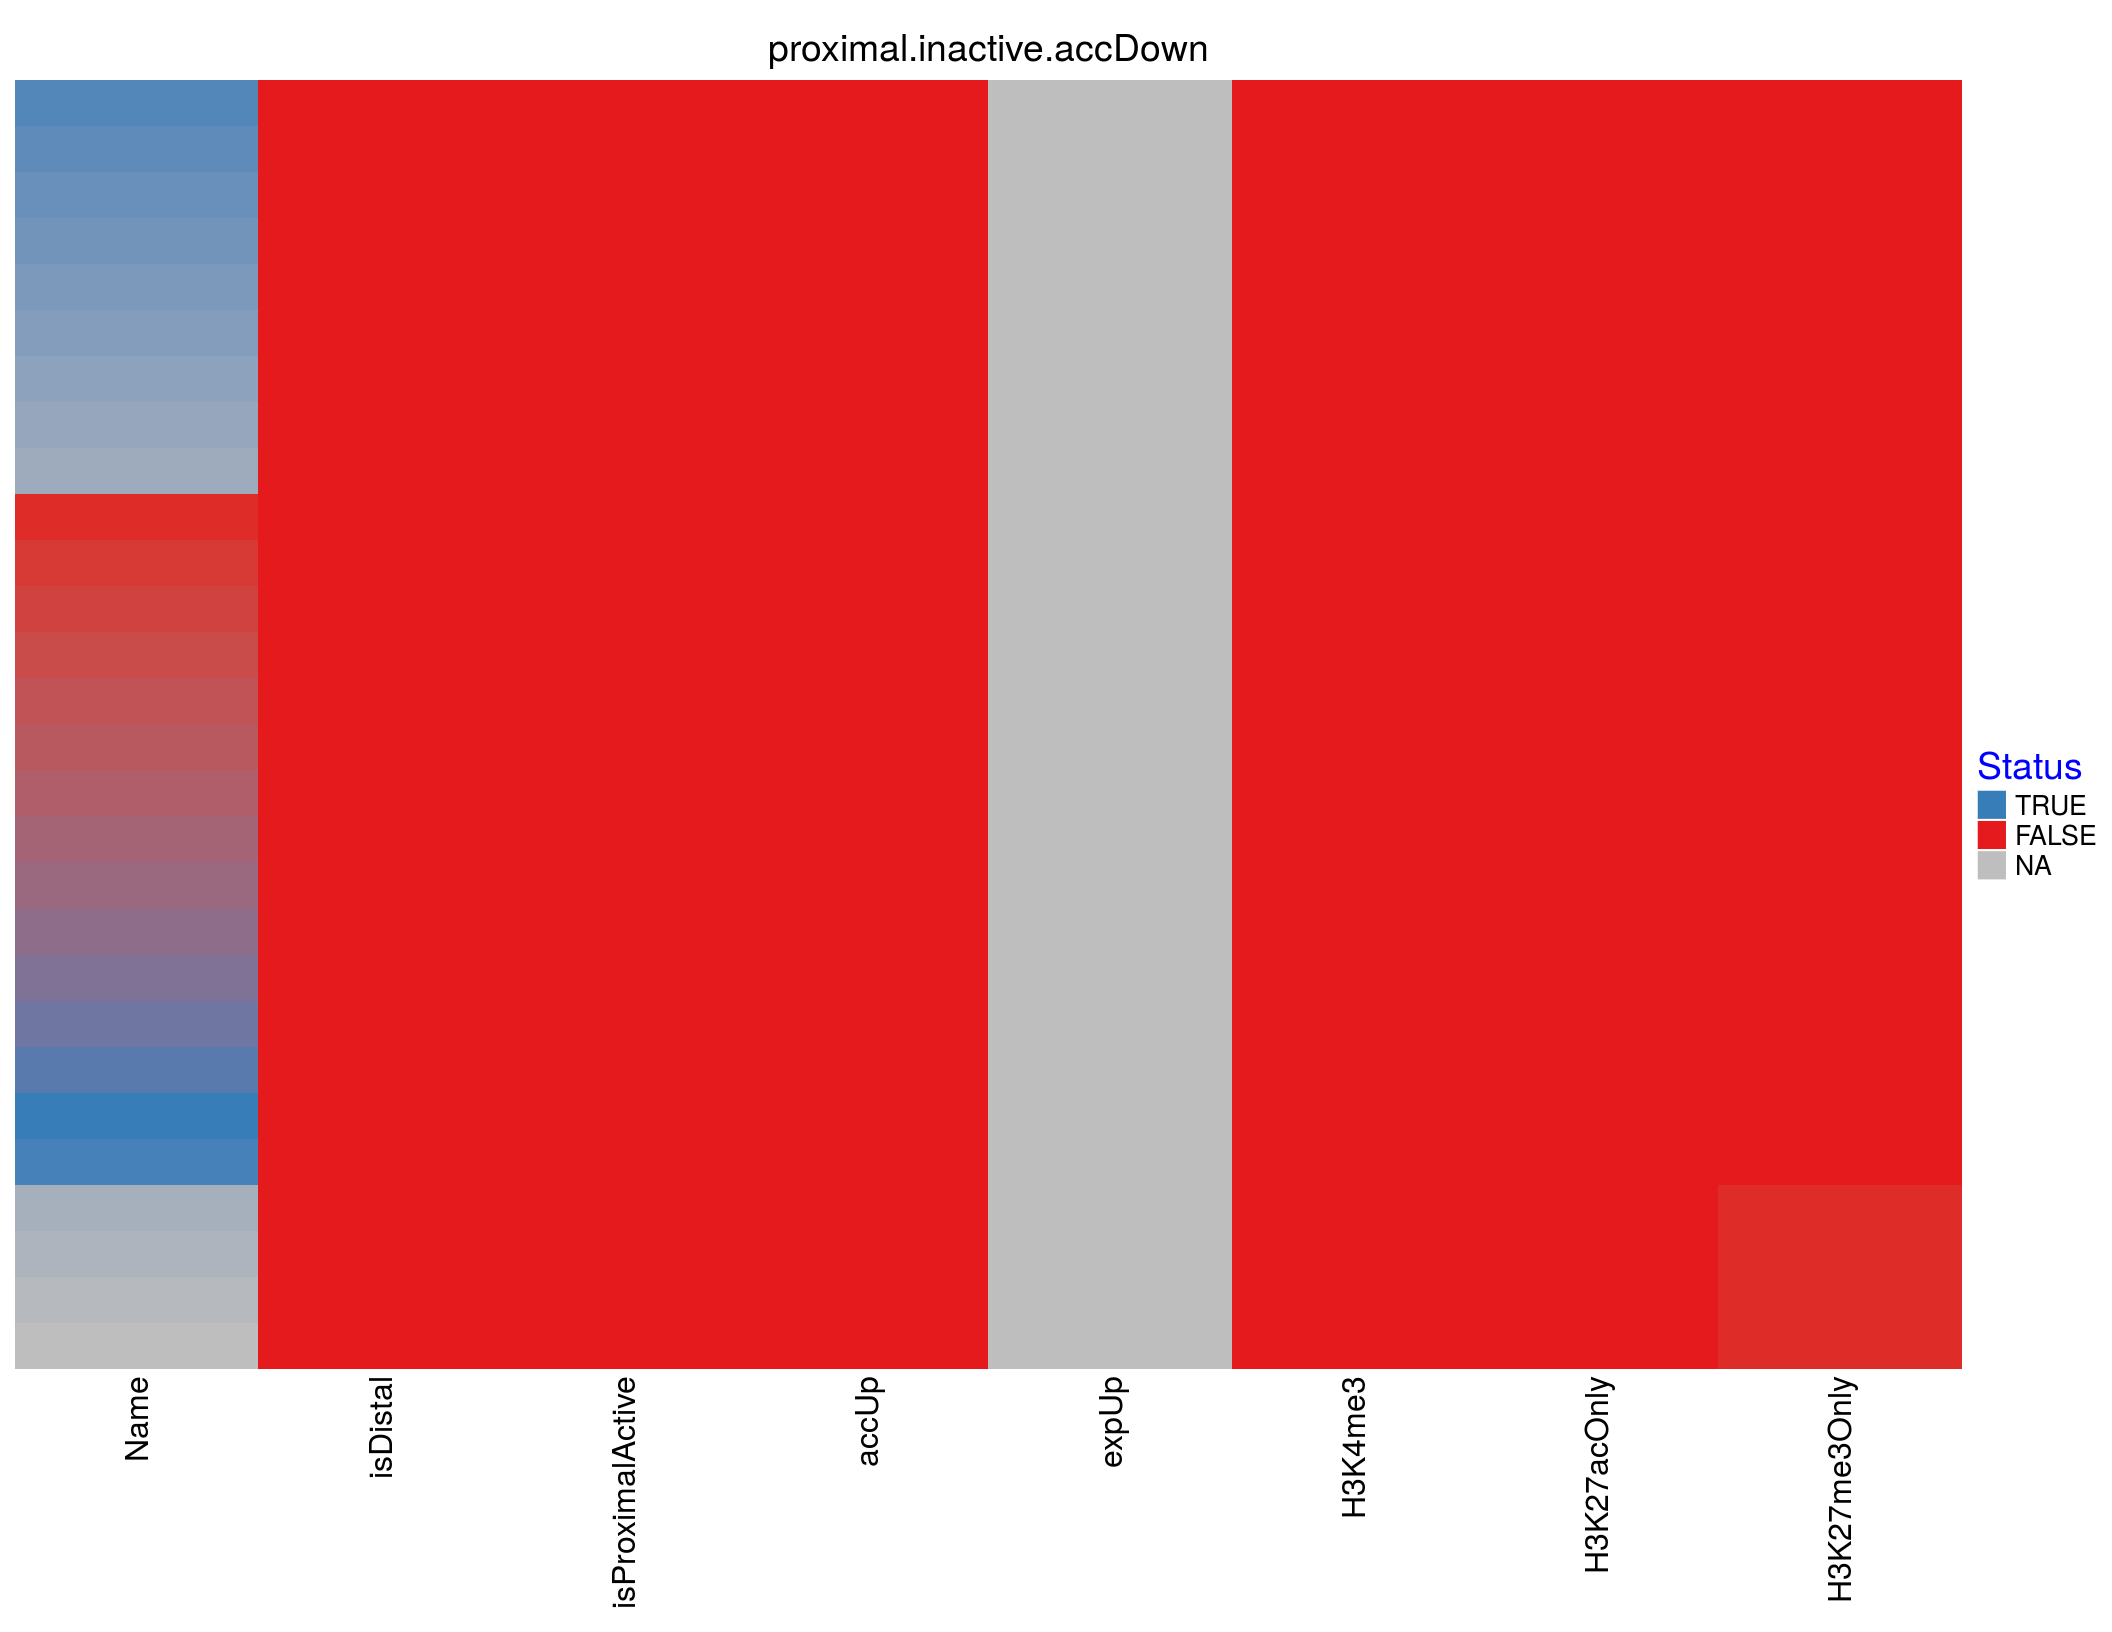 proximal.inactive.accDown
Status
TRUE
FALSE
NA
Name
isDistal
isProximalActive
accUp
expUp
H3K4me3
H3K27acOnly
H3K27me3Only